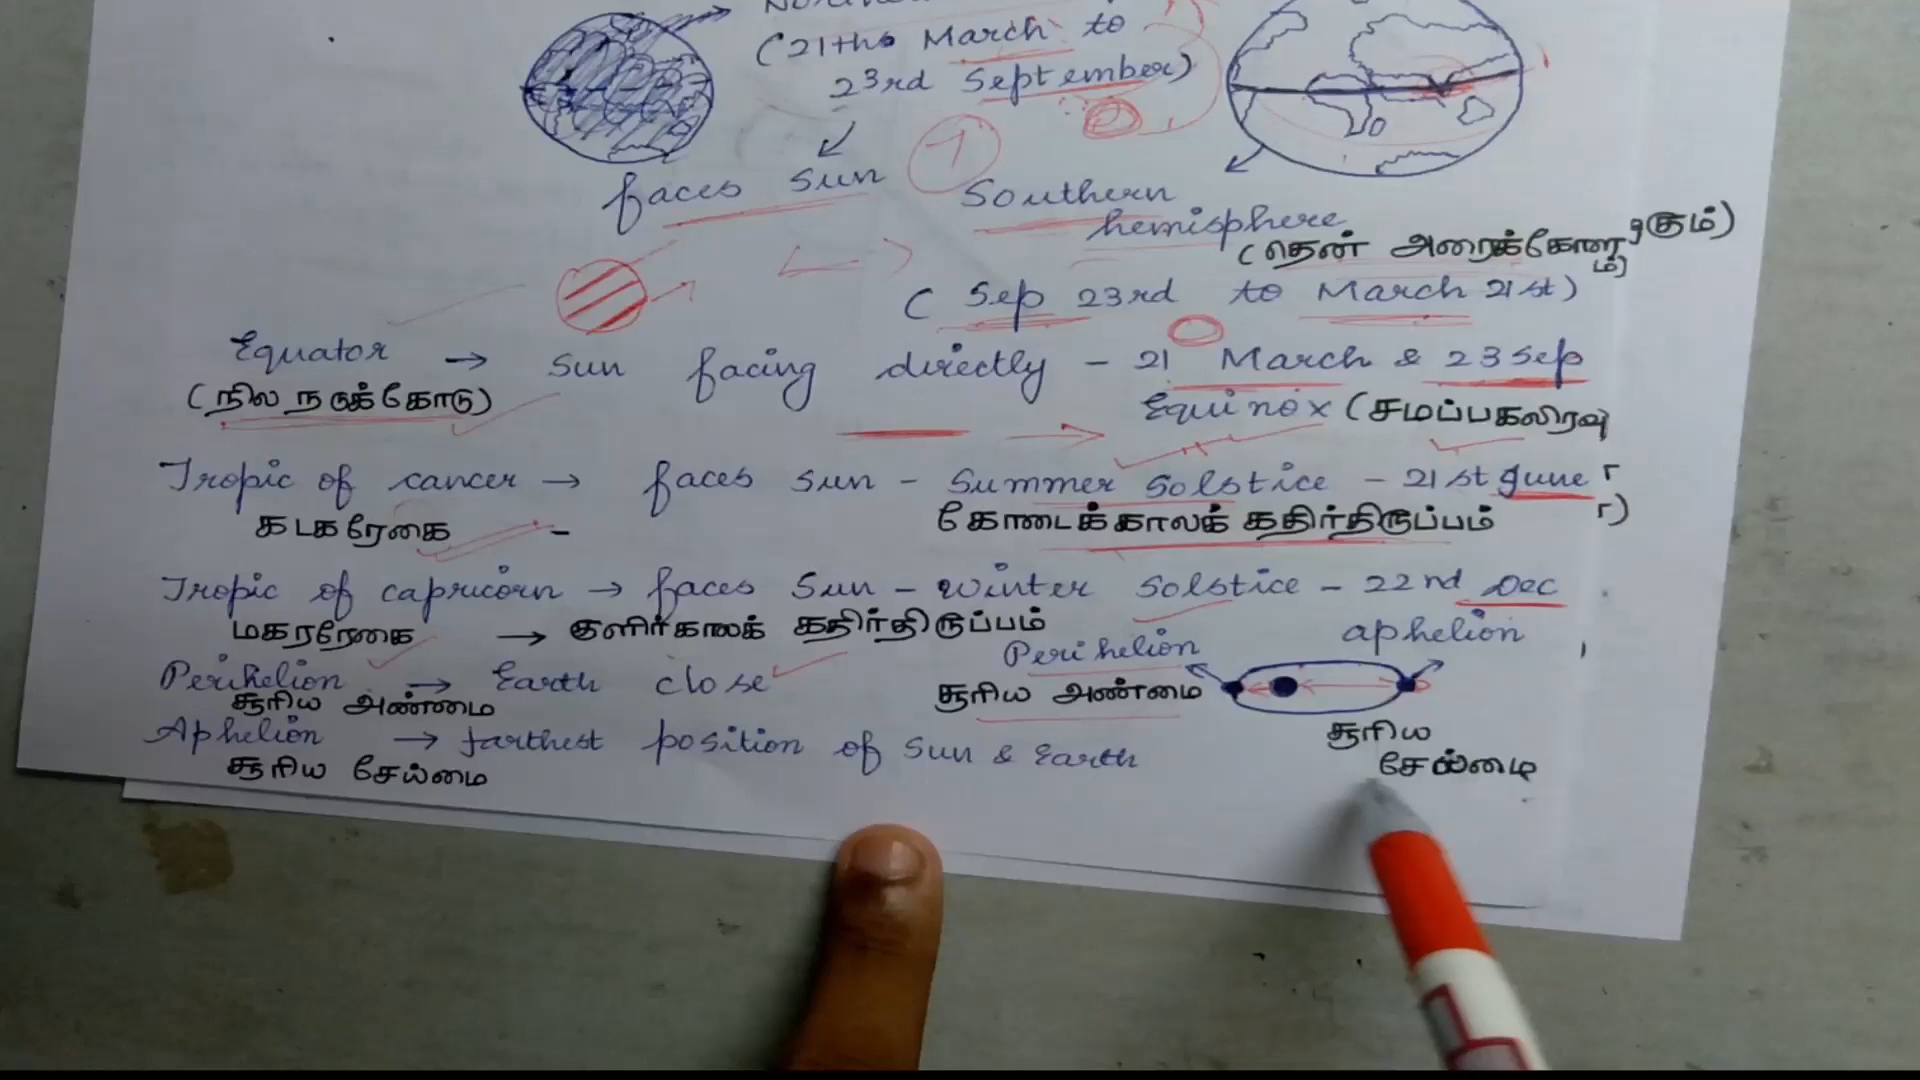 (21ths March to
23rd September)
faces sun
Southern
hemisphere
(தென் அரைக்கோள
ம்)
( Sep 23rd to March 21st)
Equator → Sun facing directly - 21 March & 23 Sep
(நில நடுக்கோடு)
Equinox (சமப்பகலிரவு
Tropic of cancer → faces sun - Summer Solstice - 21st June
கடகரேகை - கோடைக்காலக் கதிர்திருப்பம்
Tropic of capricorn → faces Sun - winter Solstice - 22nd Dec
மகரரேகை → குளிர்காலக் கதிர்திருப்பம்
Perihelion aphelion
Perihelion → Earth close
சூரிய அண்மை
சூரிய அண்மை
Aphelion → farthest position of Sun & Earth
சூரிய சேய்மை
சூரிய
சேய்மை